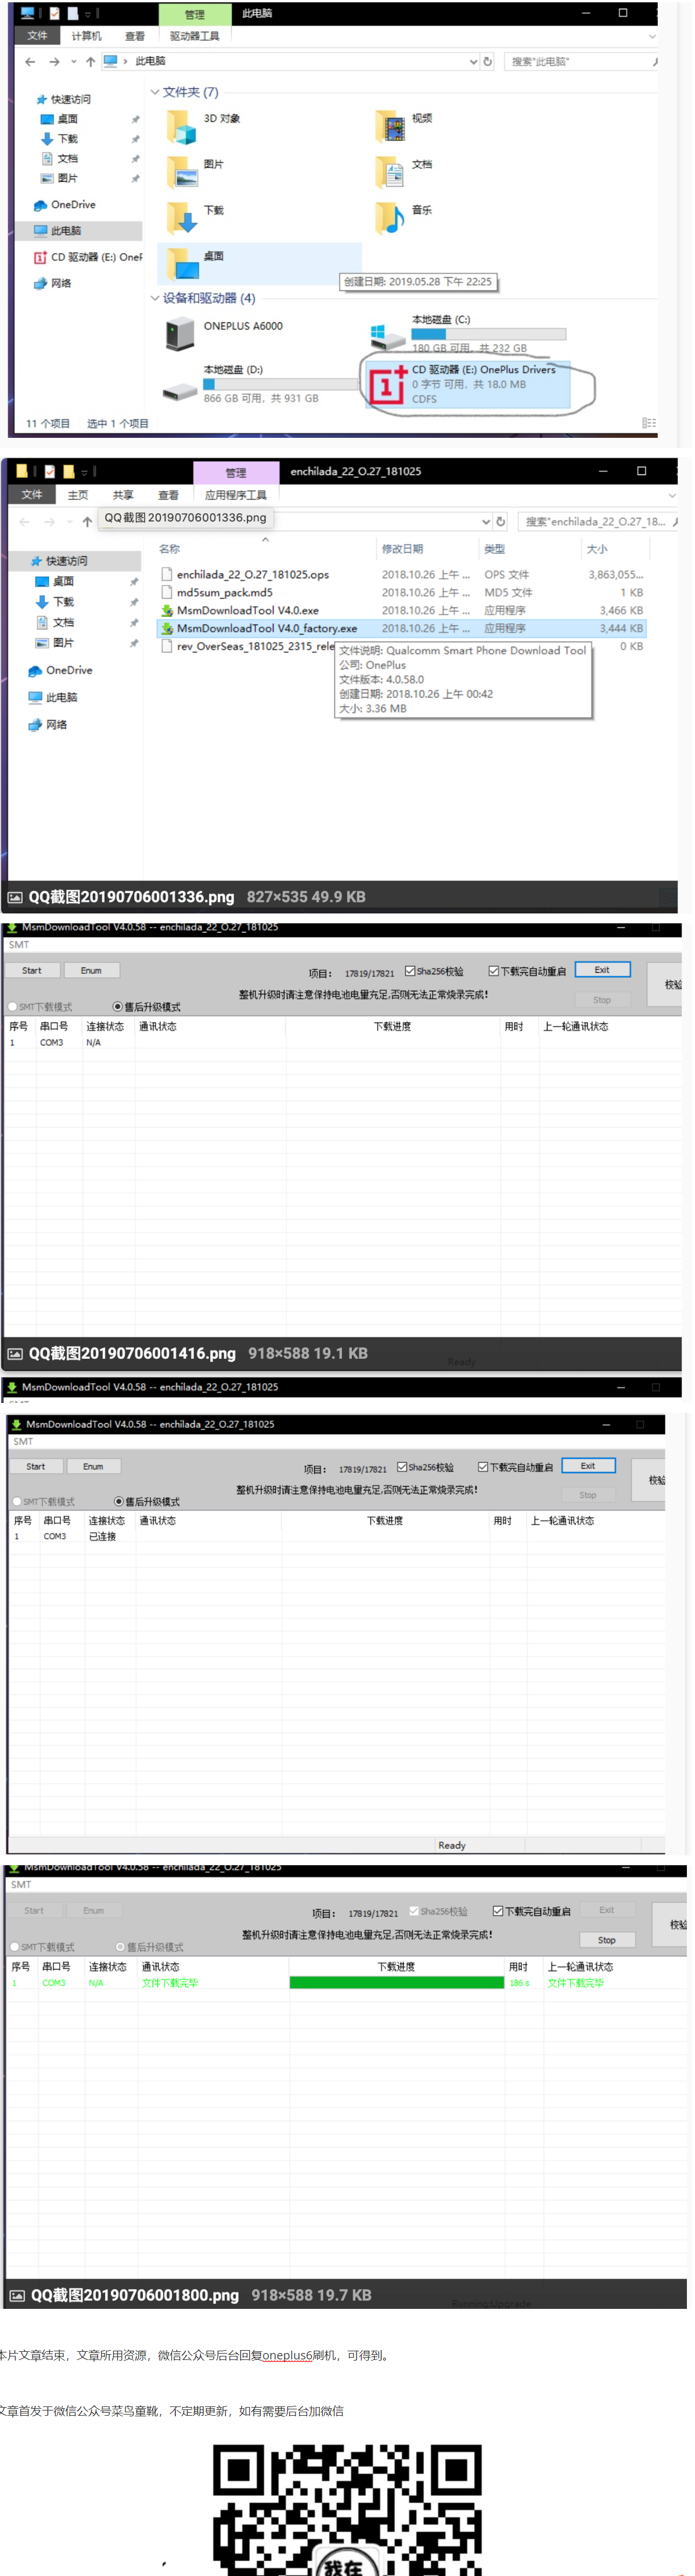 管理 此电脑
文件 计算机 查看 驱动器工具
此电脑 搜索"此电脑"
快速访问
桌面
下载
文档
图片
OneDrive
此电脑
CD 驱动器 (E:) OneP
网络
文件夹 (7)
3D 对象 视频
图片 文档
下载 音乐
桌面
创建日期: 2019.05.28 下午 22:25
设备和驱动器 (4)
ONEPLUS A6000
本地磁盘 (C:)
180 GB 可用，共 232 GB
本地磁盘 (D:)
866 GB 可用，共 931 GB
CD 驱动器 (E:) OnePlus Drivers
0 字节 可用，共 18.0 MB
CDFS
11 个项目 选中 1 个项目
管理 enchilada_22_O.27_181025
文件 主页 共享 查看 应用程序工具
QQ截图20190706001336.png 搜索"enchilada_22_O.27_18...
快速访问
桌面
下载
文档
图片
OneDrive
此电脑
网络
名称 修改日期 类型 大小
enchilada_22_O.27_181025.ops 2018.10.26 上午 ... OPS 文件 3,863,055...
md5sum_pack.md5 2018.10.26 上午 ... MD5 文件 1 KB
MsmDownloadTool V4.0.exe 2018.10.26 上午 ... 应用程序 3,466 KB
MsmDownloadTool V4.0_factory.exe 2018.10.26 上午 ... 应用程序 3,444 KB
rev_OverSeas_181025_2315_rele 0 KB
文件说明: Qualcomm Smart Phone Download Tool
公司: OnePlus
文件版本: 4.0.58.0
创建日期: 2018.10.26 上午 00:42
大小: 3.36 MB
QQ截图20190706001336.png 827×535 49.9 KB
MsmDownloadTool V4.0.58 -- enchilada_22_O.27_181025
SMT
Start Enum 项目: 17819/17821 Sha256校验 下载完自动重启 Exit 校验
整机升级时请注意保持电池电量充足,否则无法正常烧录完成! Stop
SMT下载模式 售后升级模式
序号 串口号 连接状态 通讯状态 下载进度 用时 上一轮通讯状态
1 COM3 N/A
Ready
QQ截图20190706001416.png 918×588 19.1 KB
MsmDownloadTool V4.0.58 -- enchilada_22_O.27_181025
MsmDownloadTool V4.0.58 -- enchilada_22_O.27_181025
SMT
Start Enum 项目: 17819/17821 Sha256校验 下载完自动重启 Exit 校验
整机升级时请注意保持电池电量充足,否则无法正常烧录完成! Stop
SMT下载模式 售后升级模式
序号 串口号 连接状态 通讯状态 下载进度 用时 上一轮通讯状态
1 COM3 已连接
Ready
MsmDownloadTool V4.0.58 -- enchilada_22_O.27_181025
SMT
Start Enum 项目: 17819/17821 Sha256校验 下载完自动重启 Exit 校验
整机升级时请注意保持电池电量充足,否则无法正常烧录完成! Stop
SMT下载模式 售后升级模式
序号 串口号 连接状态 通讯状态 下载进度 用时 上一轮通讯状态
1 COM3 N/A 文件下载完毕 186 s 文件下载完毕
Running:Upgrade
QQ截图20190706001800.png 918×588 19.7 KB
本片文章结束，文章所用资源，微信公众号后台回复oneplus6刷机，可得到。
文章首发于微信公众号菜鸟童靴，不定期更新，如有需要后台加微信
我在